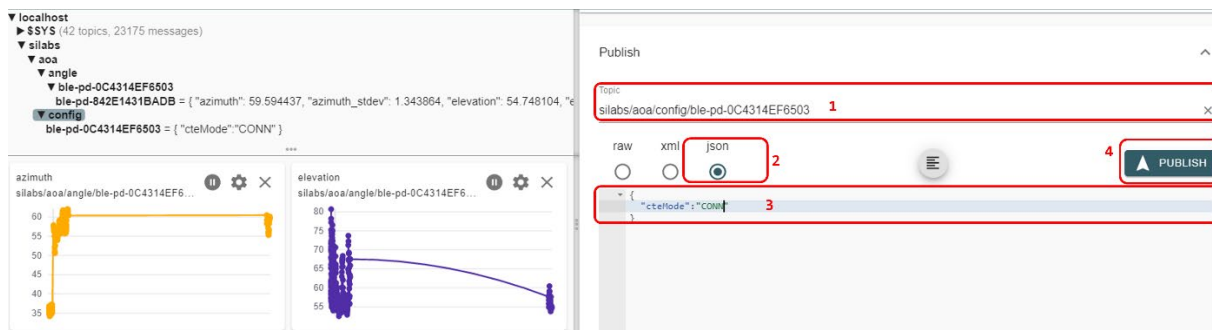 localhost
$SYS (42 topics, 23175 messages)
silabs
aoa
angle
ble-pd-0C4314EF6503
ble-pd-842E1431BADB = { "azimuth": 59.594437, "azimuth_stdev": 1.343864, "elevation": 54.748104, "e
config
ble-pd-0C4314EF6503 = { "cteMode":"CONN" }
azimuth
silabs/aoa/angle/ble-pd-0C4314EF6...
60
55
50
45
40
35
elevation
silabs/aoa/angle/ble-pd-0C4314EF6...
80
75
70
65
60
55
Publish
Topic
silabs/aoa/config/ble-pd-0C4314EF6503 1
raw xml json 2
4 PUBLISH
{
"cteMode":"CONN" 3
}